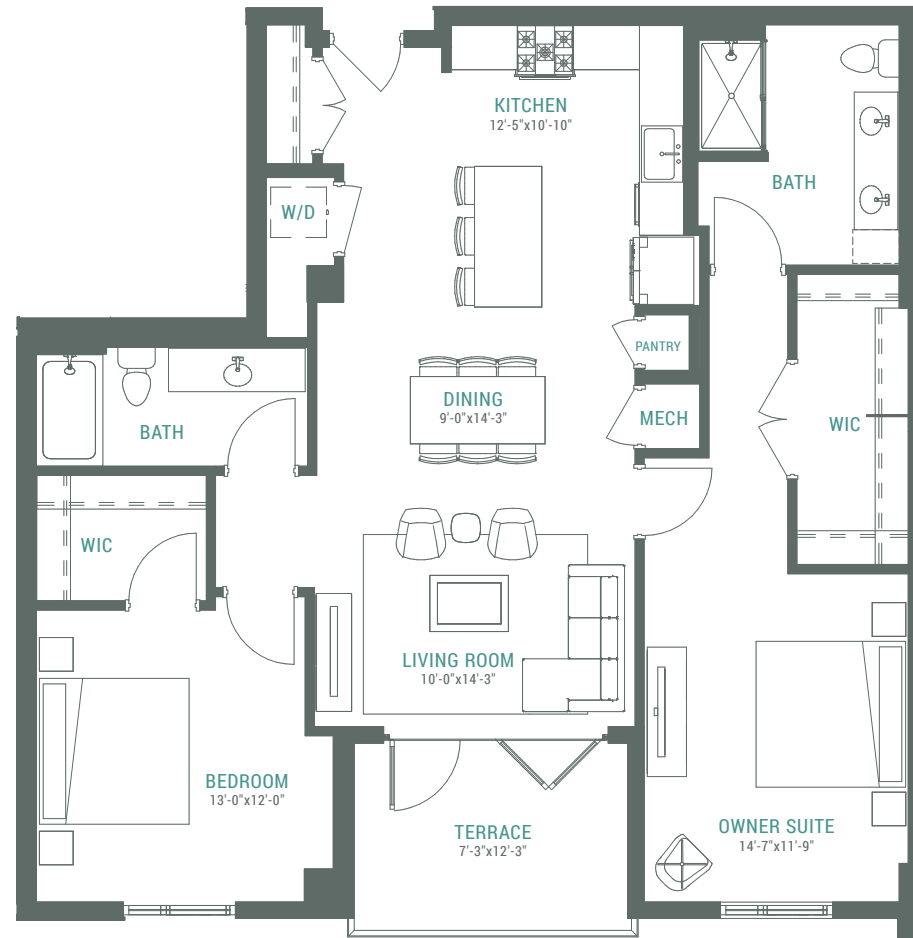 KITCHEN
12'-5"x10'-10"
BATH
W/D
PANTRY
DINING
9'-0"x14'-3"
MECH
WIC
BATH
WIC
LIVING ROOM
10'-0"x14'-3"
BEDROOM
13'-0"x12'-0"
TERRACE
7'-3"x12'-3"
OWNER SUITE
14'-7"x11'-9"